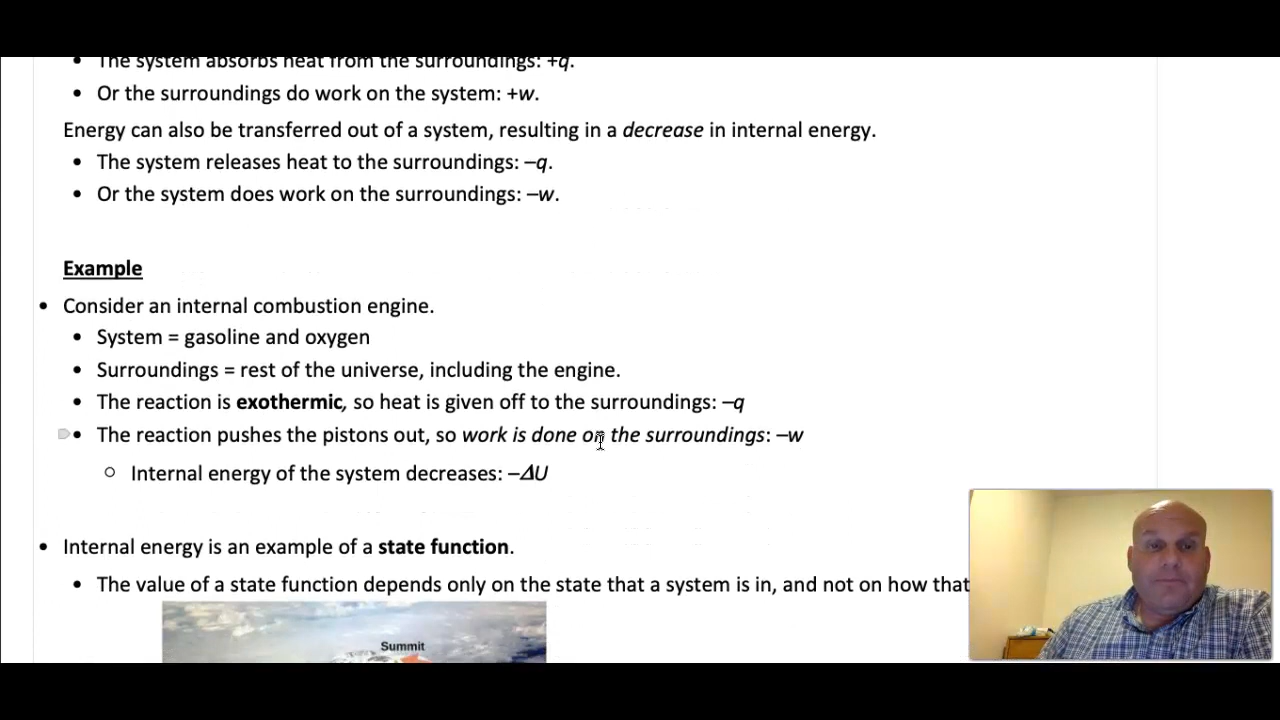 • The system absorbs heat from the surroundings: +q.
• Or the surroundings do work on the system: +w.
Energy can also be transferred out of a system, resulting in a decrease in internal energy.
• The system releases heat to the surroundings: –q.
• Or the system does work on the surroundings: –w.
Example
• Consider an internal combustion engine.
• System = gasoline and oxygen
• Surroundings = rest of the universe, including the engine.
• The reaction is exothermic, so heat is given off to the surroundings: –q
• The reaction pushes the pistons out, so work is done on the surroundings: –w
○ Internal energy of the system decreases: –ΔU
• Internal energy is an example of a state function.
• The value of a state function depends only on the state that a system is in, and not on how that
Summit